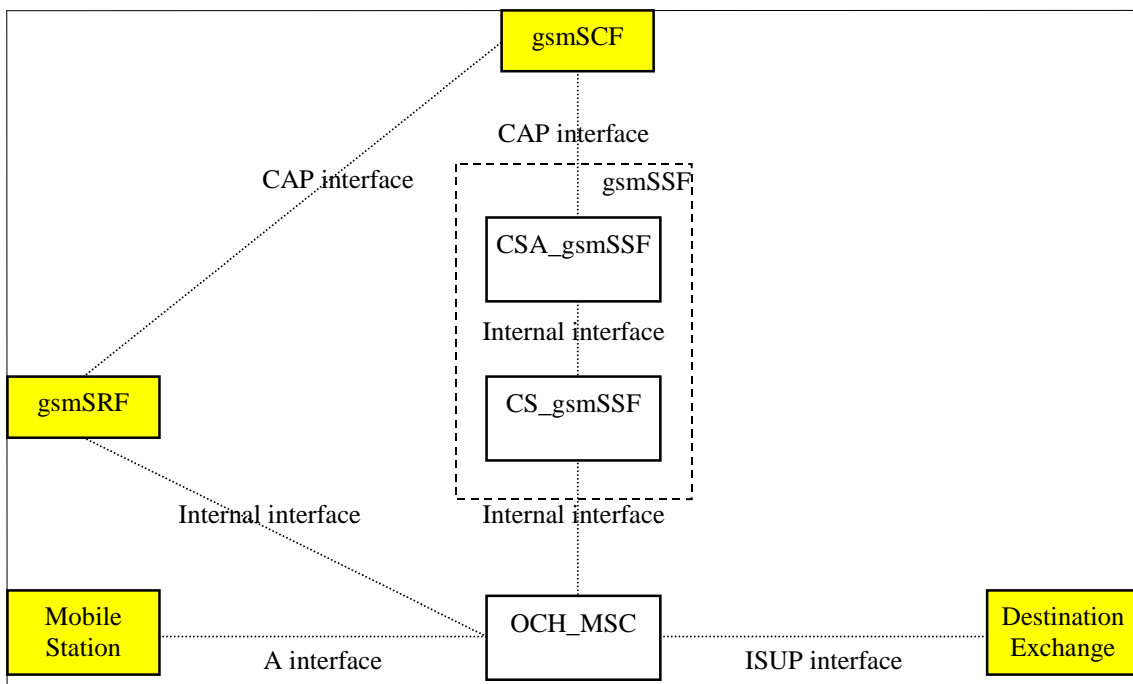 gsmSCF
CAP interface
CAP interface
gsmSSF
CSA_gsmSSF
Internal interface
gsmSRF
CS_gsmSSF
Internal interface
Internal interface
Mobile
Station
OCH_MSC
Destination
Exchange
A interface
ISUP interface